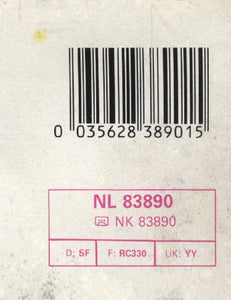 0 035628 389015
NL 83890
NK 83890
D; SF F: RC330 UK: YY